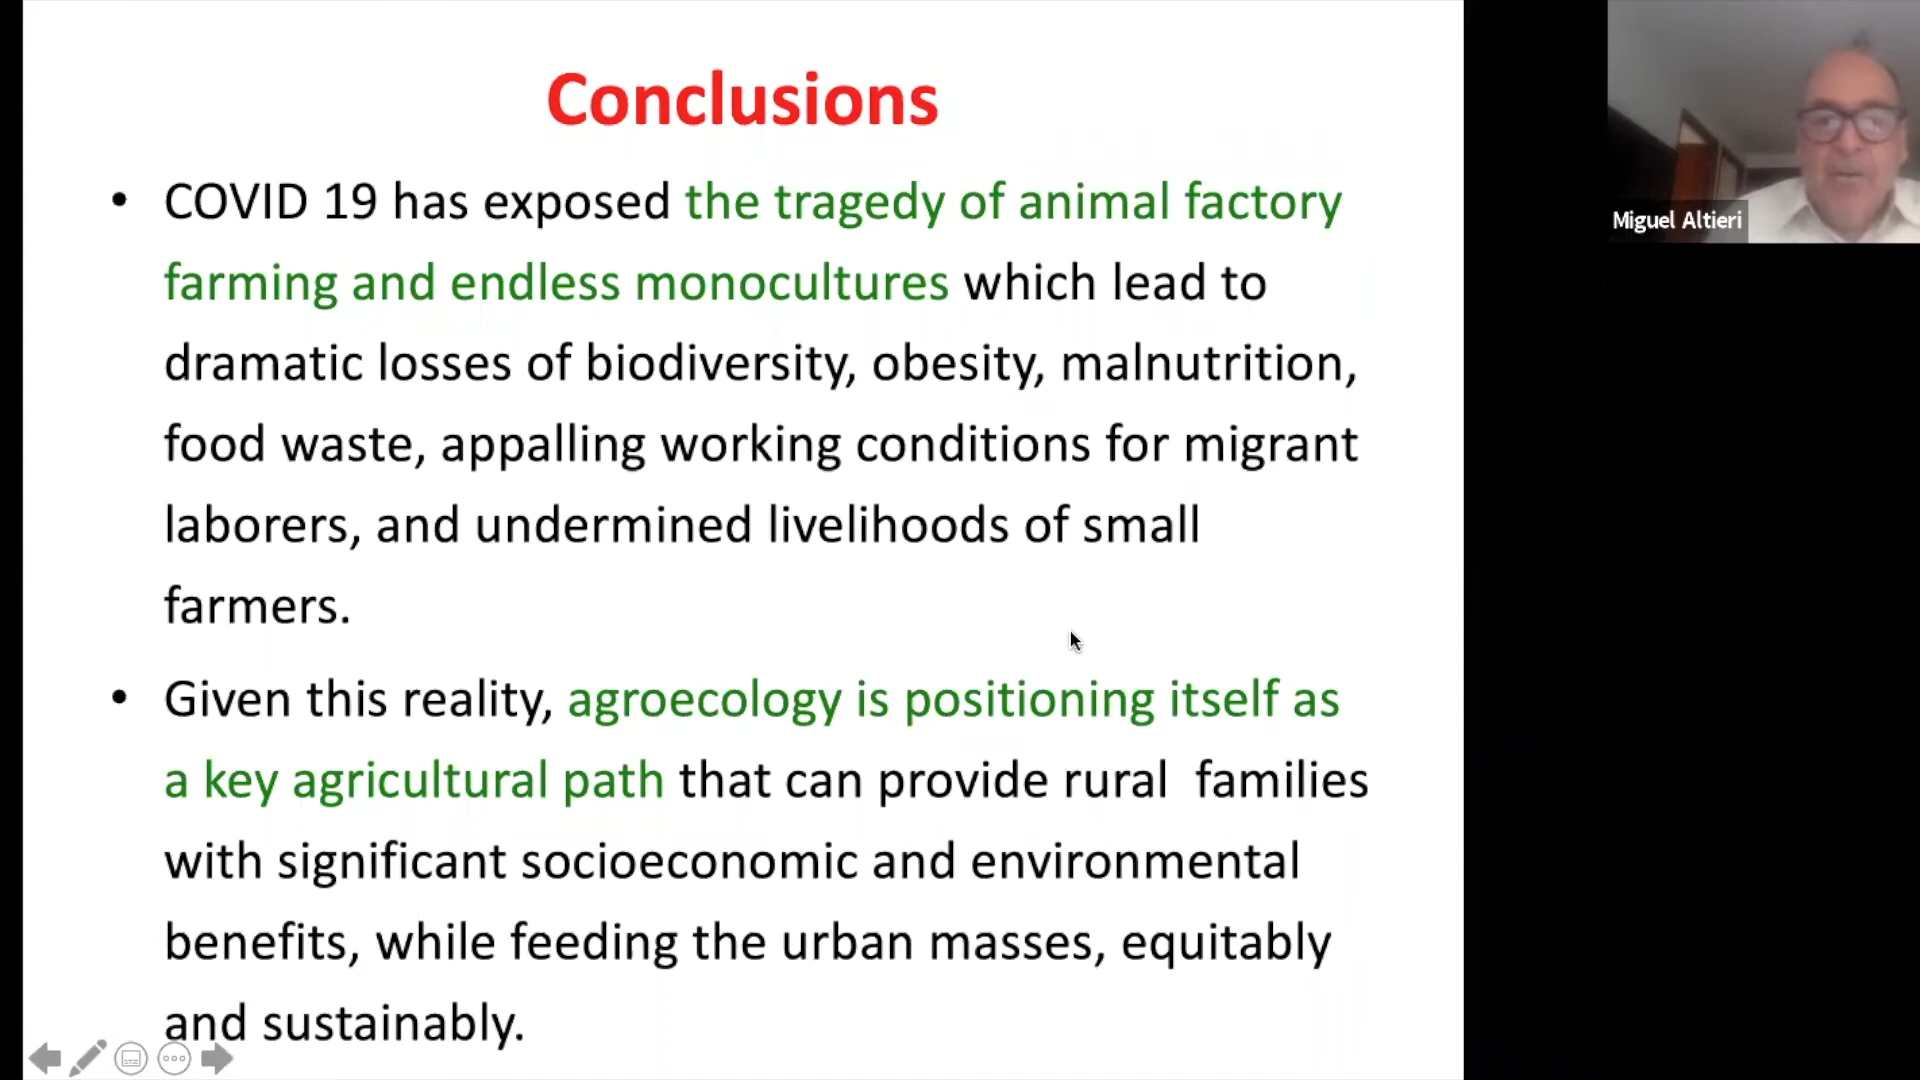 Conclusions
• COVID 19 has exposed the tragedy of animal factory
farming and endless monocultures which lead to
dramatic losses of biodiversity, obesity, malnutrition,
food waste, appalling working conditions for migrant
laborers, and undermined livelihoods of small
farmers.
• Given this reality, agroecology is positioning itself as
a key agricultural path that can provide rural  families
with significant socioeconomic and environmental
benefits, while feeding the urban masses, equitably
and sustainably.
Miguel Altieri